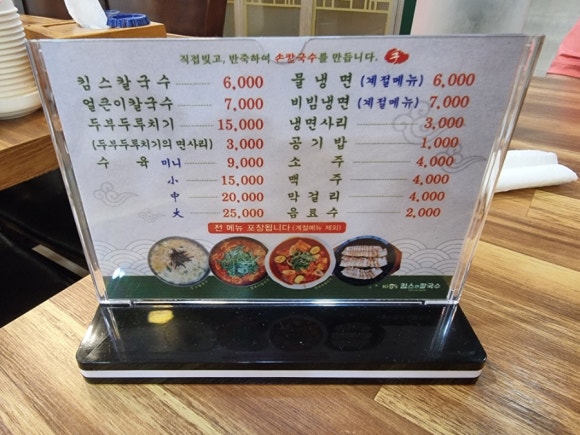 직접빚고, 반죽하여 손칼국수를 만듭니다.
킴스칼국수 6,000
얼큰이칼국수 7,000
두부두루치기 15,000
(두부두루치기의 면사리) 3,000
수육 미니 9,000
小 15,000
中 20,000
大 25,000
물냉면 (계절메뉴) 6,000
비빔냉면 (계절메뉴) 7,000
냉면사리 3,000
공기밥 1,000
소주 4,000
맥주 4,000
막걸리 4,000
음료수 2,000
전 메뉴 포장됩니다 (계절메뉴 제외)
킴스칼국수